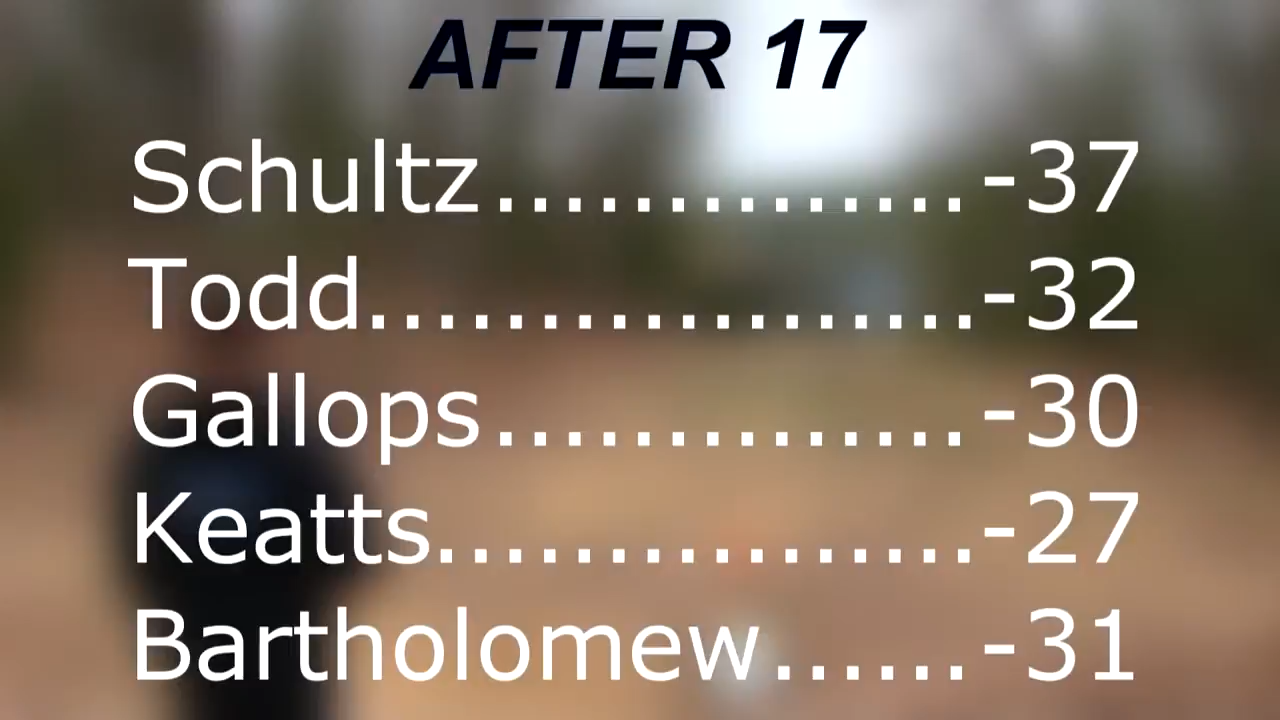 AFTER 17
Schultz..............-37
Todd..................-32
Gallops..............-30
Keatts................-27
Bartholomew......-31